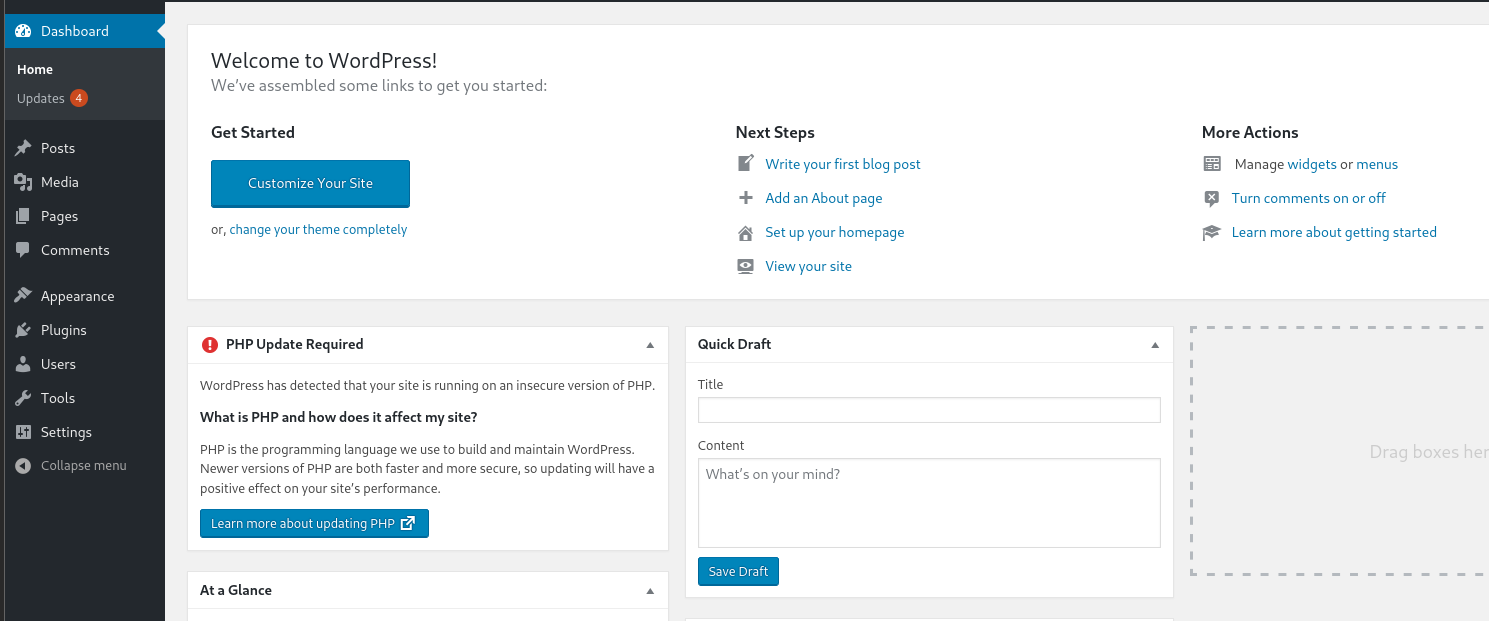 Dashboard
Home
Updates 4
Posts
Media
Pages
Comments
Appearance
Plugins
Users
Tools
Settings
Collapse menu
Welcome to WordPress!
We've assembled some links to get you started:
Get Started
Customize Your Site
or, change your theme completely
Next Steps
Write your first blog post
Add an About page
Set up your homepage
View your site
More Actions
Manage widgets or menus
Turn comments on or off
Learn more about getting started
PHP Update Required
WordPress has detected that your site is running on an insecure version of PHP.
What is PHP and how does it affect my site?
PHP is the programming language we use to build and maintain WordPress.
Newer versions of PHP are both faster and more secure, so updating will have a
positive effect on your site's performance.
Learn more about updating PHP
At a Glance
Quick Draft
Title
Content
What's on your mind?
Save Draft
Drag boxes